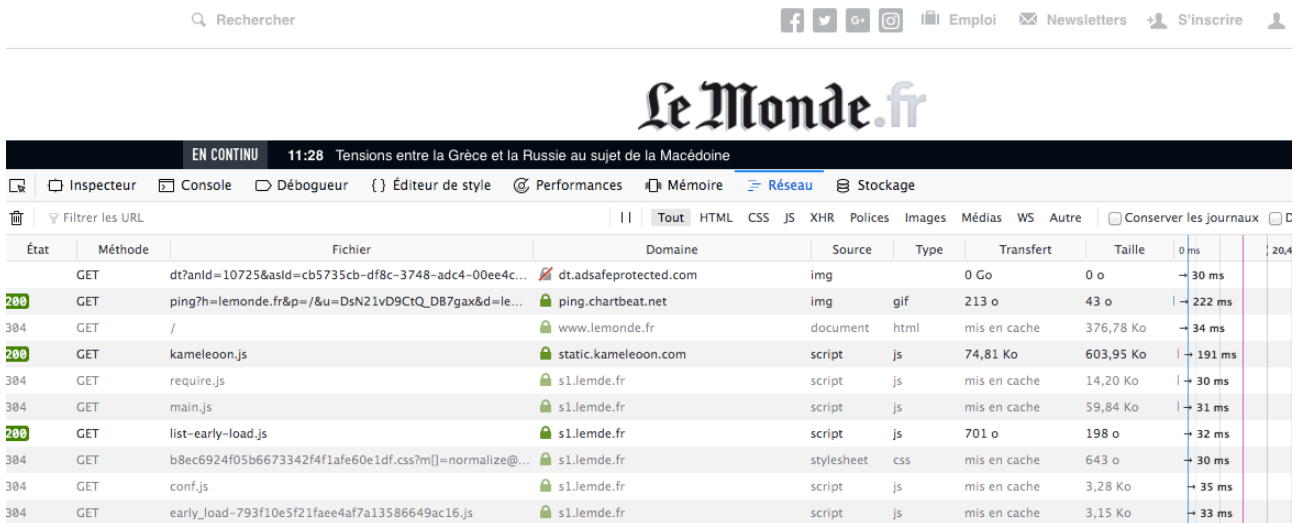 Rechercher Emploi Newsletters S'inscrire
Le Monde.fr
EN CONTINU 11:28 Tensions entre la Grèce et la Russie au sujet de la Macédoine
Inspecteur Console Débogueur {} Éditeur de style Performances Mémoire Réseau Stockage
Filtrer les URL Tout HTML CSS JS XHR Polices Images Médias WS Autre Conserver les journaux D
État Méthode Fichier Domaine Source Type Transfert Taille 0 ms 20,4
GET dt?anId=10725&asId=cb5735cb-df8c-3748-adc4-00ee4c... dt.adsafeprotected.com img 0 Go 0 o → 30 ms
200 GET ping?h=lemonde.fr&p=/&u=DsN21vD9CtQ_DB7gax&d=le... ping.chartbeat.net img gif 213 o 43 o → 222 ms
304 GET / www.lemonde.fr document html mis en cache 376,78 Ko → 34 ms
200 GET kameleoon.js static.kameleoon.com script js 74,81 Ko 603,95 Ko → 191 ms
304 GET require.js s1.lemde.fr script js mis en cache 14,20 Ko → 30 ms
304 GET main.js s1.lemde.fr script js mis en cache 59,84 Ko → 31 ms
200 GET list-early-load.js s1.lemde.fr script js 701 o 198 o → 32 ms
304 GET b8ec6924f05b6673342f4f1afe60e1df.css?m[]=normalize@... s1.lemde.fr stylesheet css mis en cache 643 o → 30 ms
304 GET conf.js s1.lemde.fr script js mis en cache 3,28 Ko → 35 ms
304 GET early_load-793f10e5f21faee4af7a13586649ac16.js s1.lemde.fr script js mis en cache 3,15 Ko → 33 ms